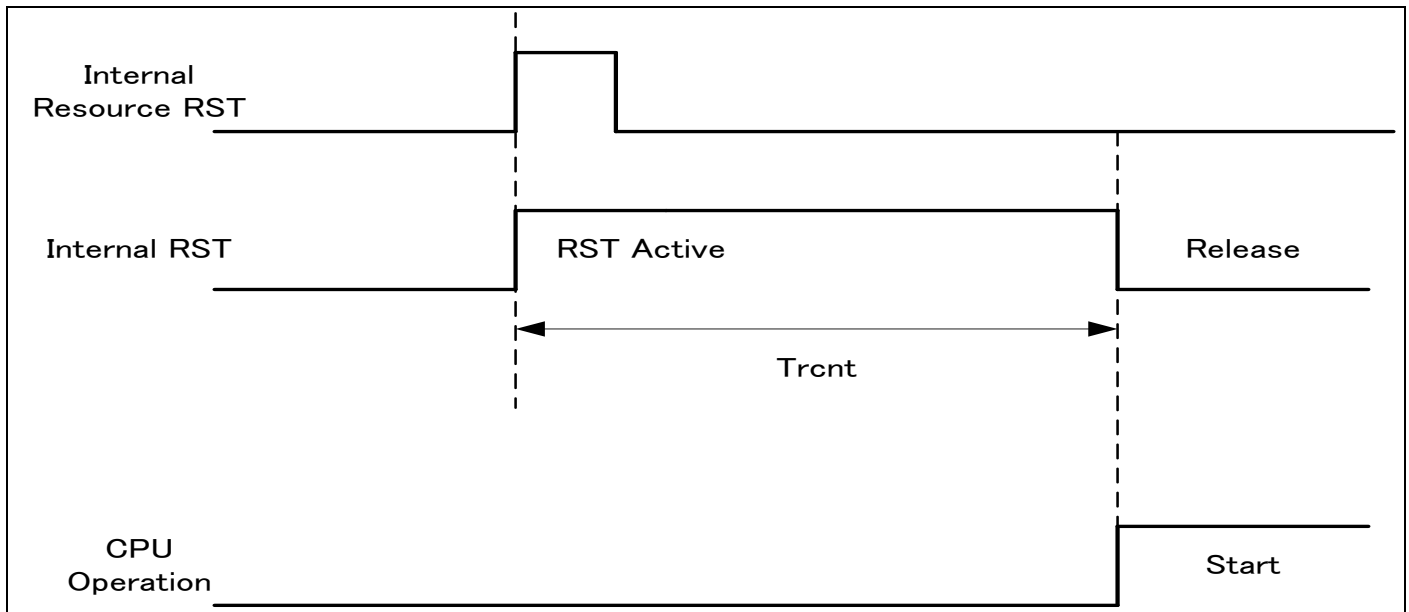 Internal
Resource RST
Internal RST
RST Active
Release
Trcnt
CPU
Operation
Start